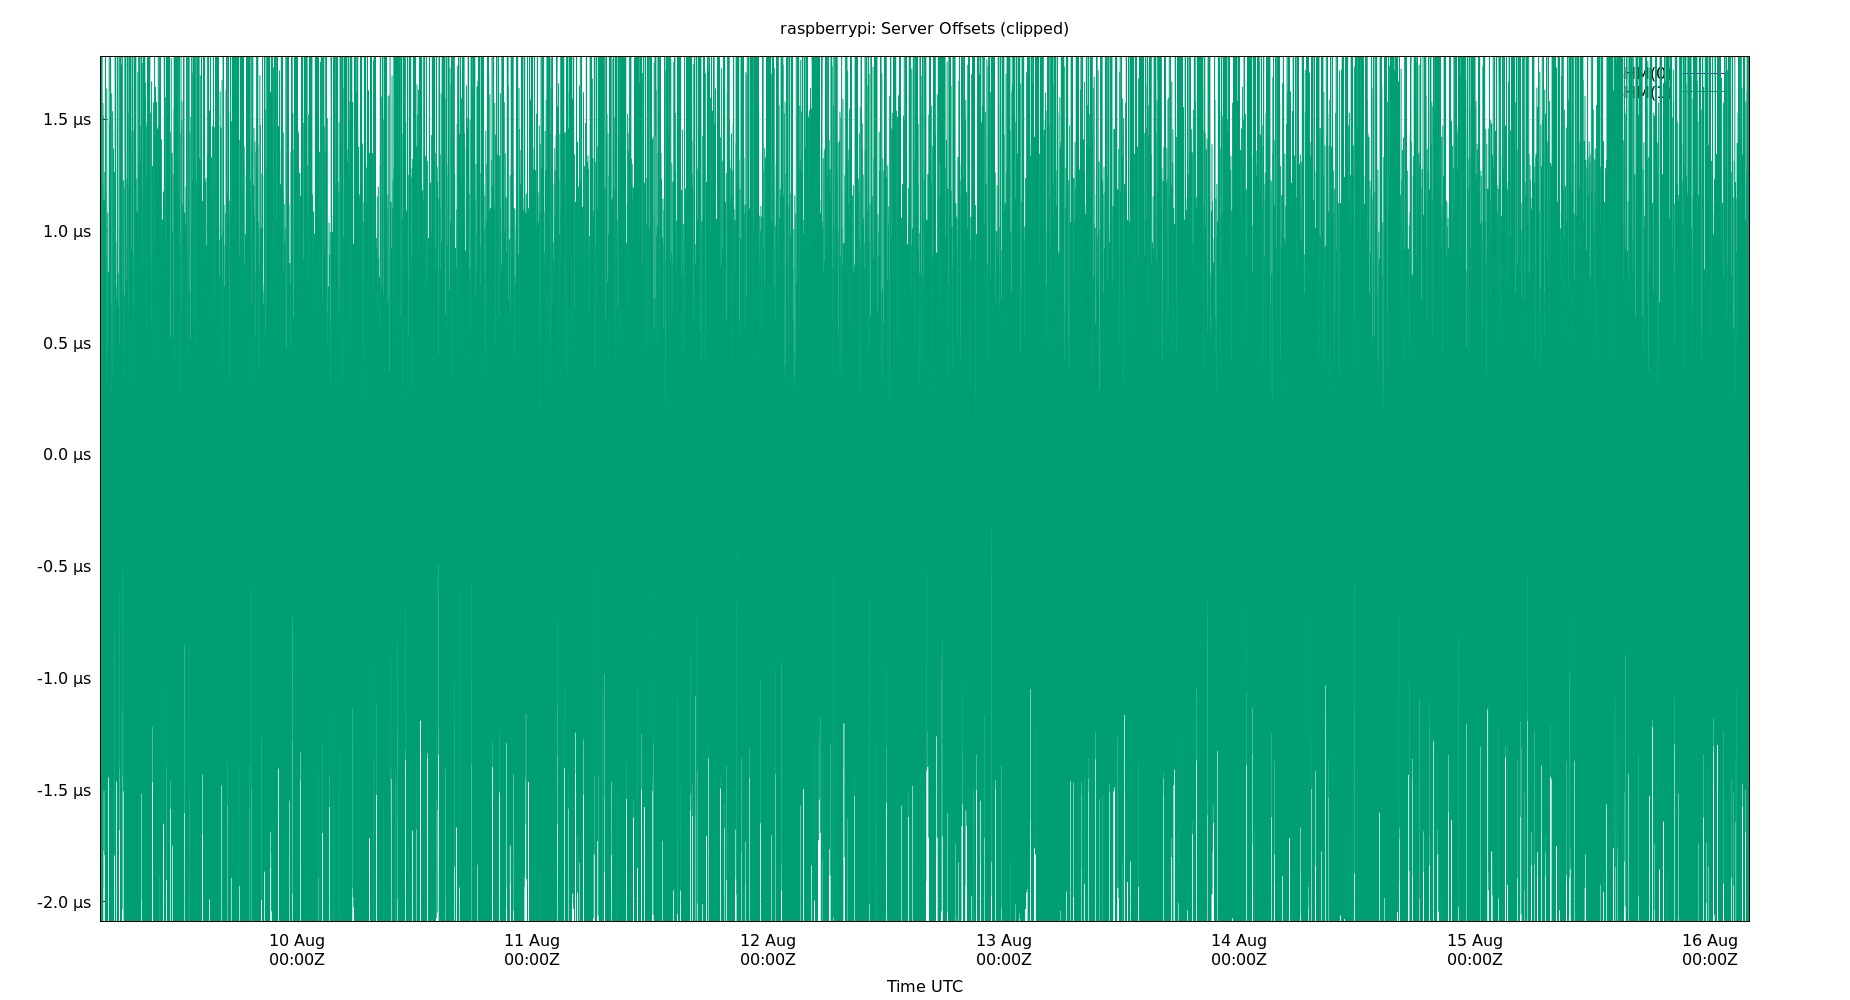 raspberrypi: Server Offsets (clipped)
1.5 µs
1.0 µs
0.5 µs
0.0 µs
-0.5 µs
-1.0 µs
-1.5 µs
-2.0 µs
10 Aug 11 Aug 12 Aug 13 Aug 14 Aug 15 Aug 16 Aug
00:00Z 00:00Z 00:00Z 00:00Z 00:00Z 00:00Z 00:00Z
Time UTC